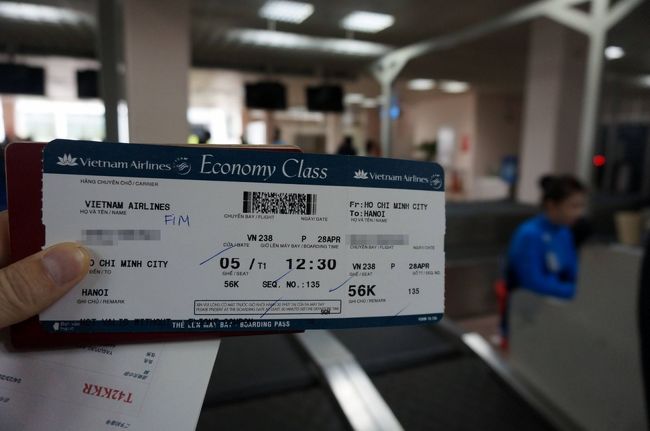 Vietnam Airlines Economy Class Vietnam Airlines
HÃNG CHUYÊN CHỞ/CARRIER
VIETNAM AIRLINES
FIM
HỌ VÀ TÊN/NAME
CHUYẾN BAY/FLIGHT NGÀY/DATE
Fr:HO CHI MINH CITY
To:HANOI
HỌ VÀ TÊN/NAME
VN 238 P 28APR
CỬA/GATE GIỜ LÊN MÁY BAY/BOARDING TIME
CHUYẾN BAY/FLIGHT NGÀY/DATE
HO CHI MINH CITY
ĐẾN/TO
05 /T1 12:30
VN 238 P 28APR
GHẾ/SEAT
GHẾ/SEAT
HANOI
GHI CHÚ/REMARK
56K SEQ. NO.:135
56K 135
GHI CHÚ/REMARK
SGN
THẺ LÊN MÁY BAY - BOARDING PASS
T42KKR